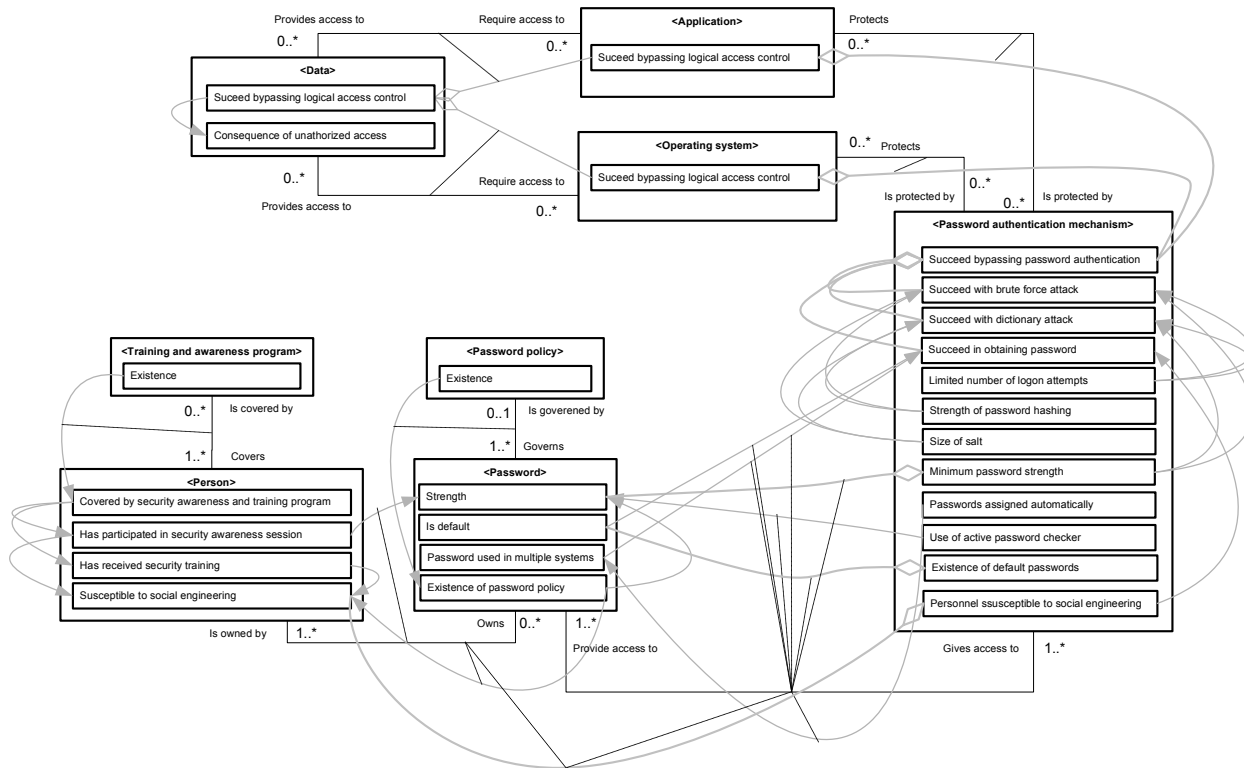 Provides access to
Require access to
<Application>
Protects
0..*
0..*
0..*
Suceed bypassing logical access control
<Data>
Suceed bypassing logical access control
Consequence of unathorized access
<Operating system>
Suceed bypassing logical access control
0..*
Protects
0..*
Provides access to
Require access to
0..*
0..*
Is protected by
0..*
Is protected by
<Password authentication mechanism>
Succeed bypassing password authentication
Succeed with brute force attack
Succeed with dictionary attack
Succeed in obtaining password
Limited number of logon attempts
Strength of password hashing
Size of salt
Minimum password strength
Passwords assigned automatically
Use of active password checker
Existence of default passwords
Personnel ssusceptible to social engineering
<Training and awareness program>
Existence
0..*
Is covered by
1..*
Covers
<Password policy>
Existence
0..1
Is goverened by
1..*
Governs
<Person>
Covered by security awareness and training program
Has participated in security awareness session
Has received security training
Susceptible to social engineering
<Password>
Strength
Is default
Password used in multiple systems
Existence of password policy
Is owned by
1..*
Owns
0..*
1..*
Provide access to
Gives access to
1..*